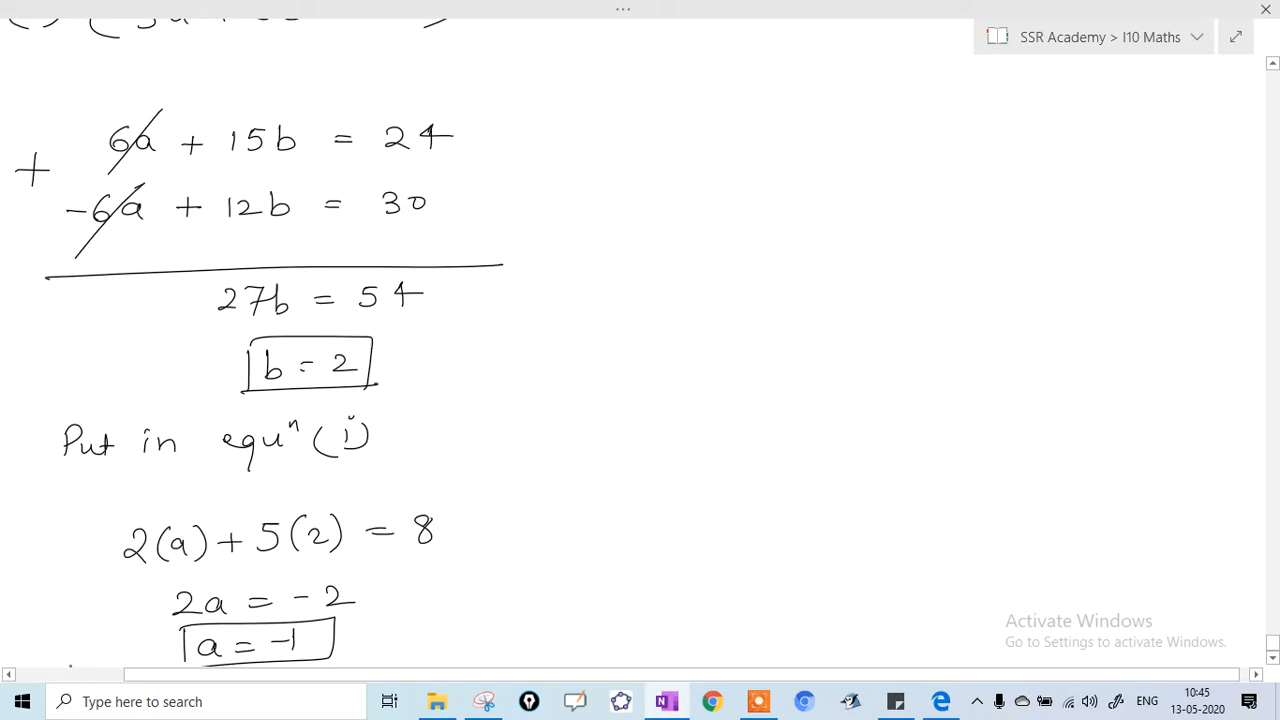 SSR Academy > I10 Maths
6a + 15b = 24
+
-6a + 12b = 30
27b = 54
b = 2
Put in equⁿ (i)
2(a) + 5(2) = 8
2a = -2
a = -1
Activate Windows
Go to Settings to activate Windows.
Type here to search
ENG
10:45
13-05-2020